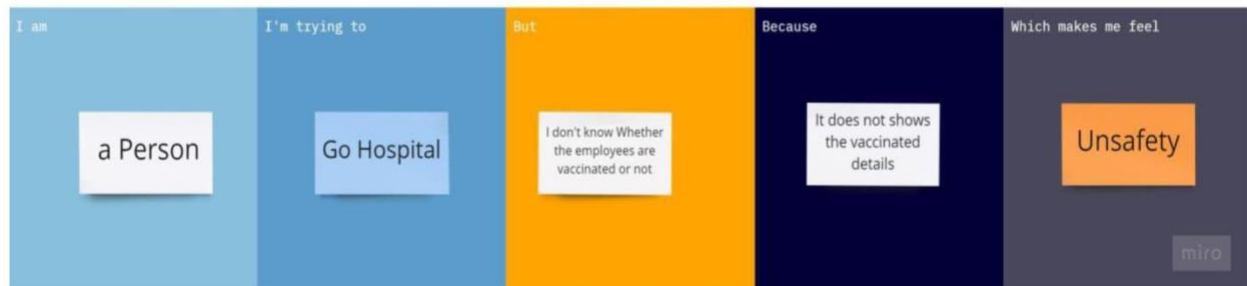 I am
a Person
I'm trying to
Go Hospital
But
I don't know Whether
the employees are
vaccinated or not
Because
It does not shows
the vaccinated
details
Which makes me feel
Unsafety
miro